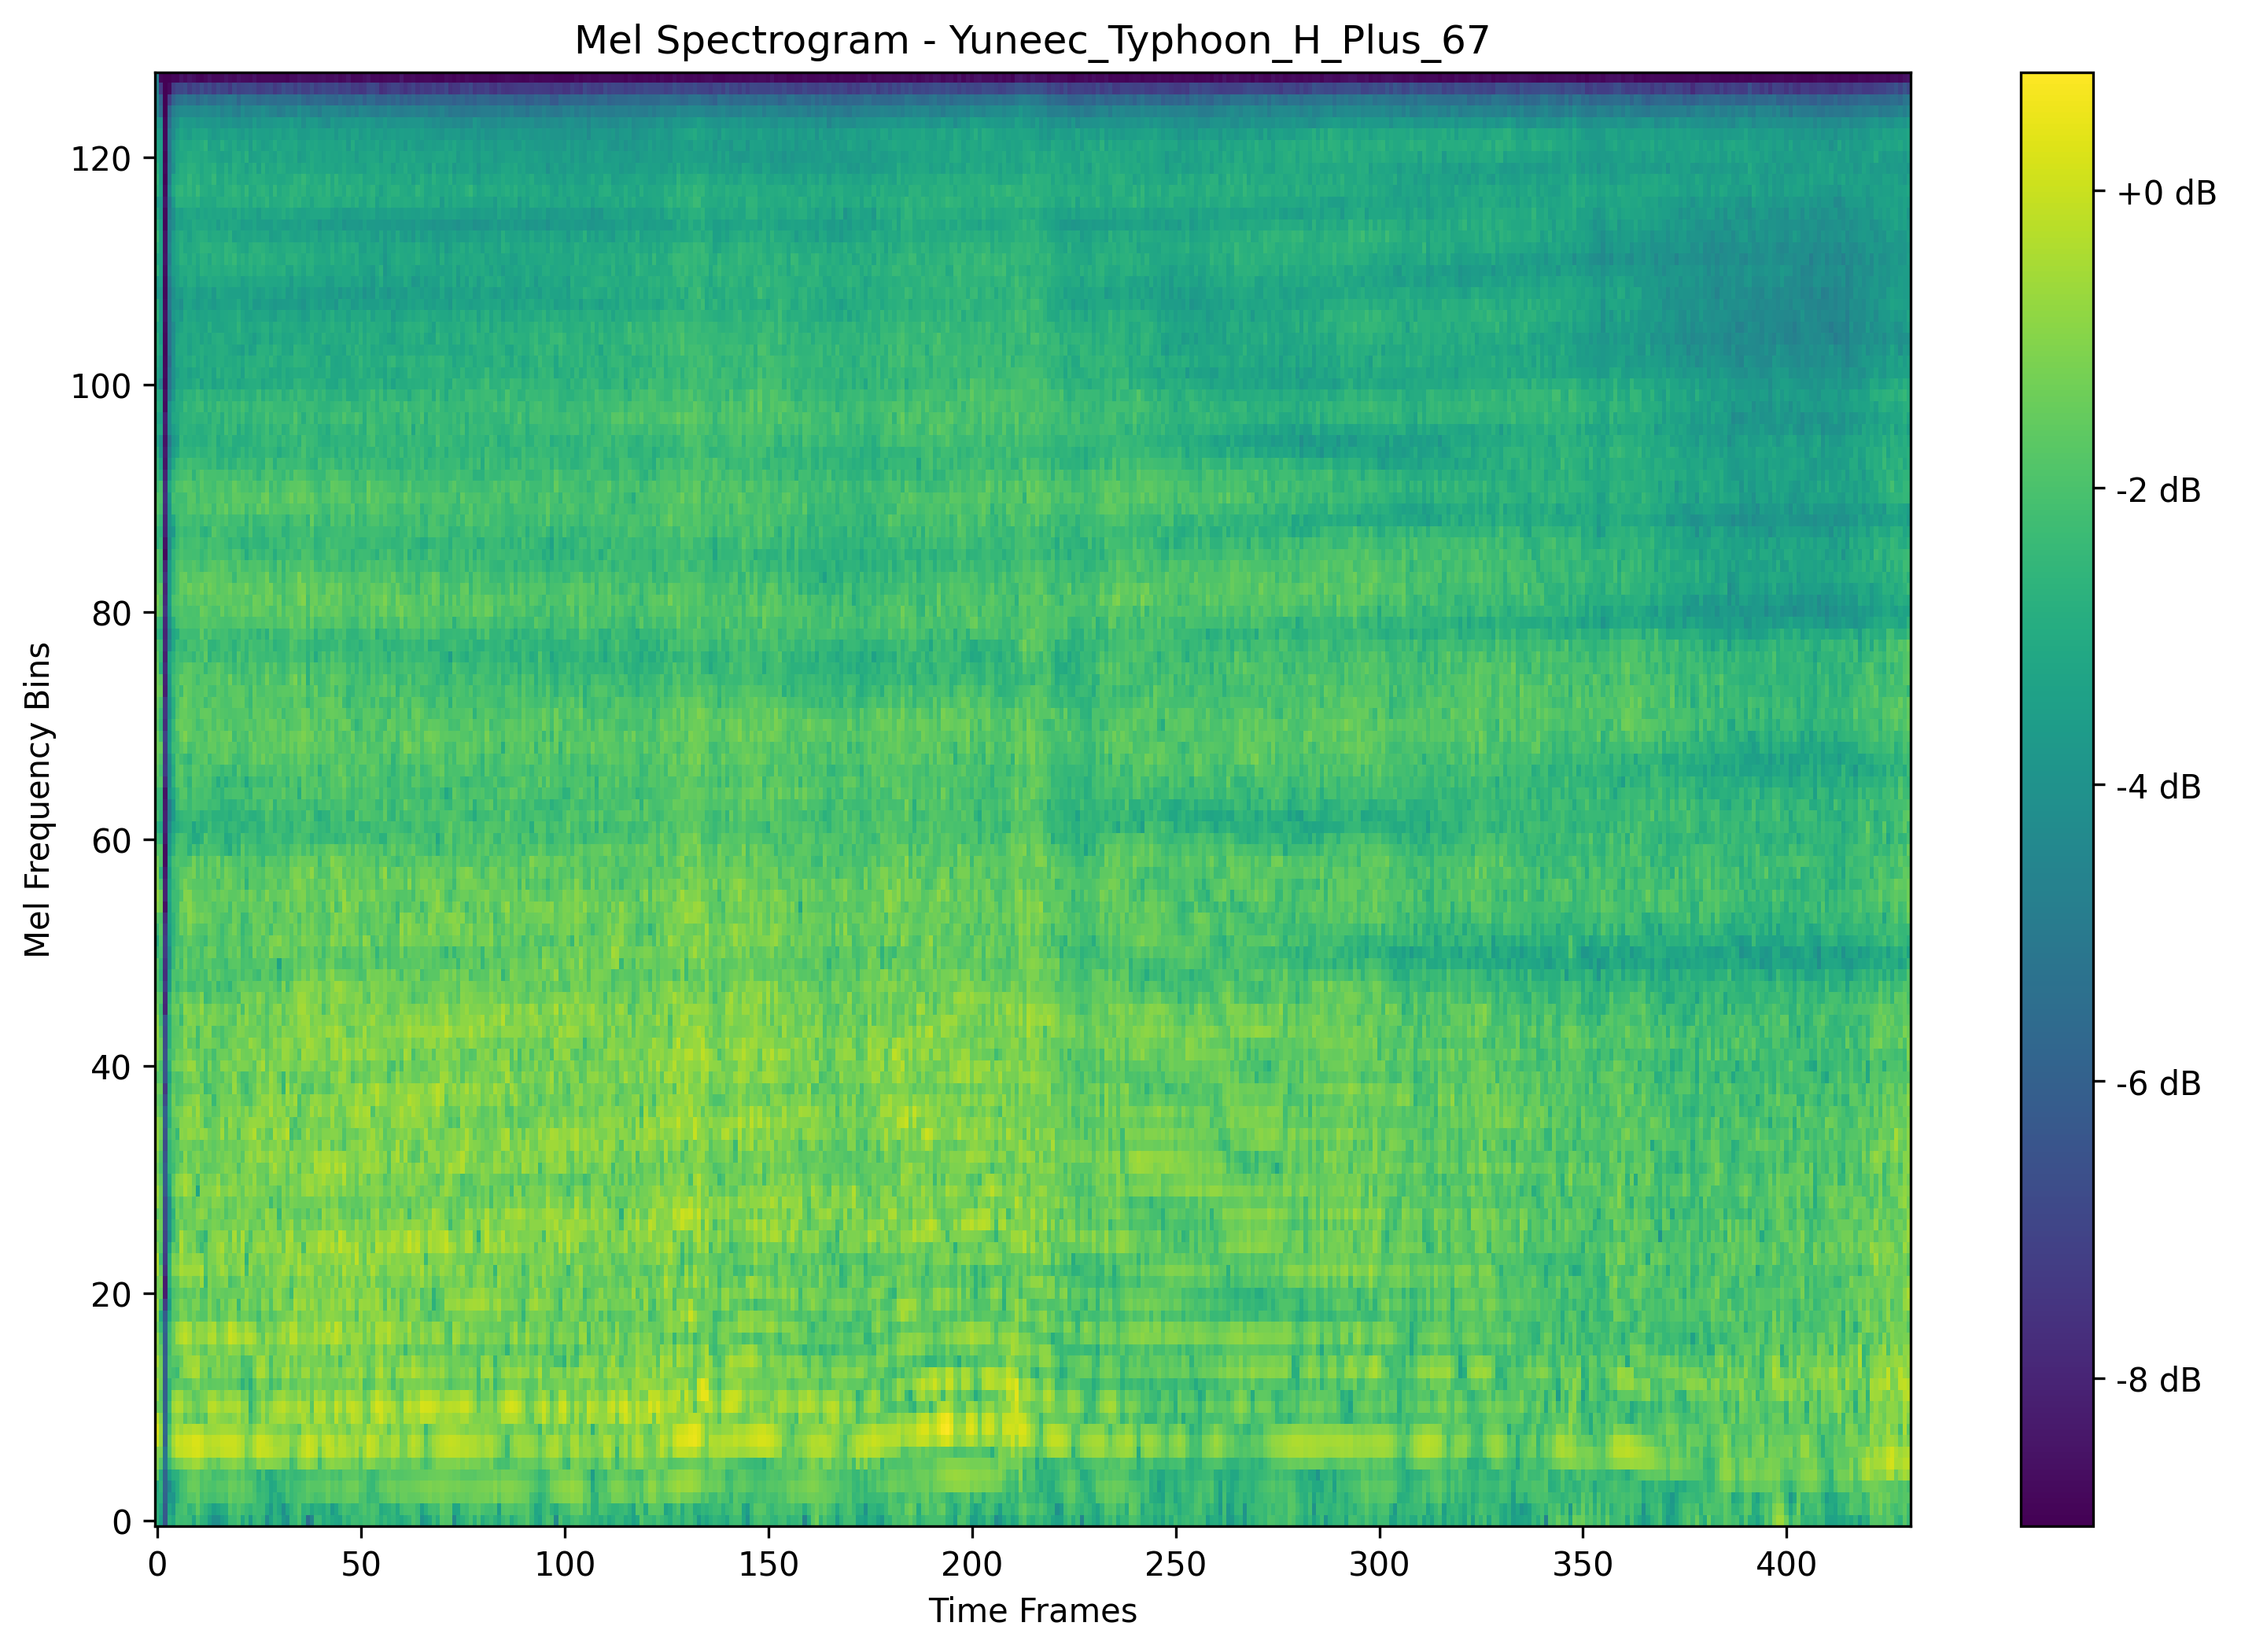 Mel Spectrogram - Yuneec_Typhoon_H_Plus_67
Mel Frequency Bins
120
100
80
60
40
20
0
0 50 100 150 200 250 300 350 400
Time Frames
+0 dB
-2 dB
-4 dB
-6 dB
-8 dB